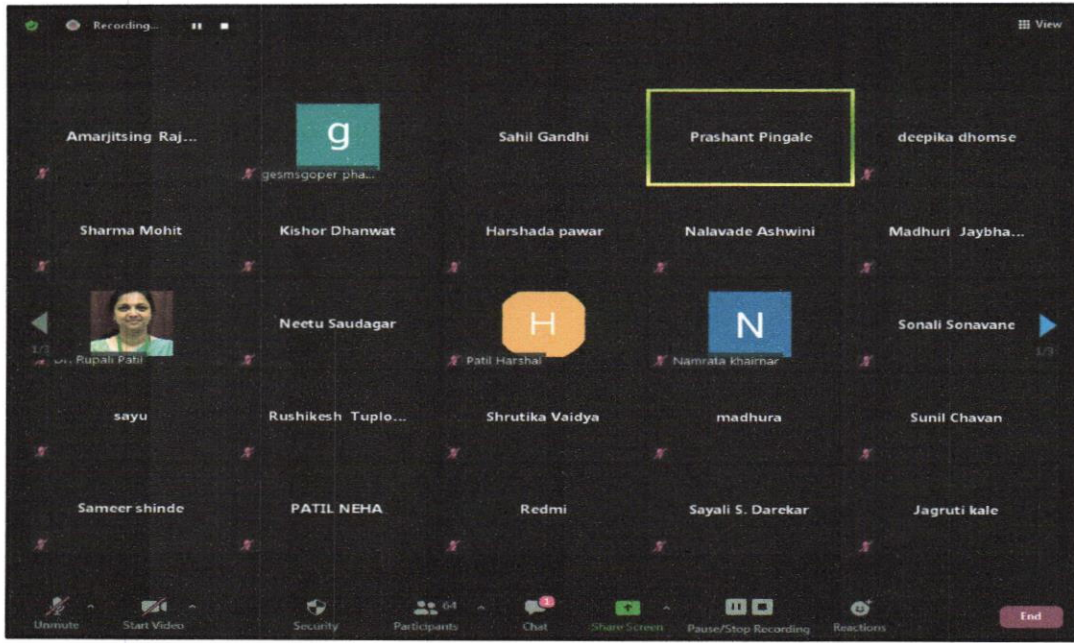 Recording...
View
Amarjitsing Raj...
g
gesmsgoper pha...
Sahil Gandhi
Prashant Pingale
deepika dhomse
Sharma Mohit
Kishor Dhanwat
Harshada pawar
Nalavade Ashwini
Madhuri Jaybha...
Dr. Rupali Patil
Neetu Saudagar
H
Patil Harshal
N
Namrata khairnar
Sonali Sonavane
1/3
1/3
sayu
Rushikesh Tuplo...
Shrutika Vaidya
madhura
Sunil Chavan
Sameer shinde
PATIL NEHA
Redmi
Sayali S. Darekar
Jagruti kale
Unmute
Start Video
Security
64
Participants
1
Chat
Share Screen
Pause/Stop Recording
Reactions
End